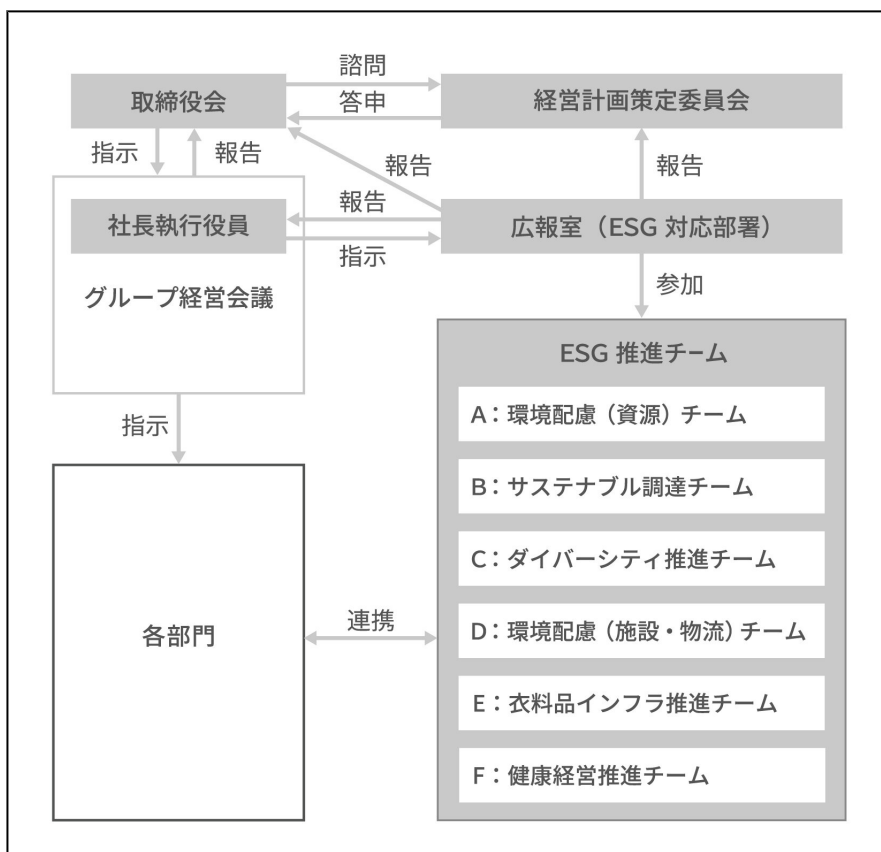 諮問
取締役会
経営計画策定委員会
答申
指示
報告
報告
報告
報告
社長執行役員
広報室（ESG 対応部署）
指示
グループ経営会議
参加
ESG 推進チーム
A：環境配慮（資源）チーム
指示
B：サステナブル調達チーム
C：ダイバーシティ推進チーム
連携
各部門
D：環境配慮（施設・物流）チーム
E：衣料品インフラ推進チーム
F：健康経営推進チーム